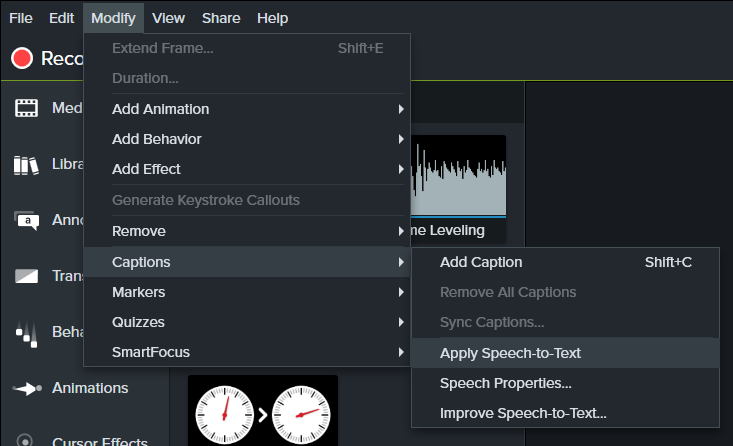 File Edit Modify View Share Help
Reco
Extend Frame... Shift+E
Duration...
Med
Add Animation
Add Behavior
Libra
Add Effect
Generate Keystroke Callouts
Anno
a
Remove
me Leveling
Captions
Add Caption Shift+C
Trans
Markers
Remove All Captions
Quizzes
Sync Captions...
Beha
SmartFocus
Apply Speech-to-Text
Animations
Speech Properties...
Improve Speech-to-Text...
Cursor Effects